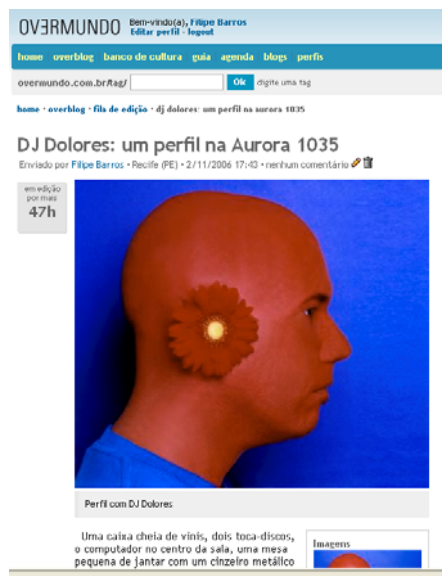 OVERMUNDO
Bem-vindo(a), Filipe Barros
Editar perfil - logout
home overblog banco de cultura guia agenda blogs perfis
overmundo.com.br/tag/ Ok digite uma tag
home • overblog • fila de edição • dj dolores: um perfil na aurora 1035
DJ Dolores: um perfil na Aurora 1035
Enviado por Filipe Barros • Recife (PE) • 2/11/2006 17:43 • nenhum comentário
em edição
por mais
47h
Perfil com DJ Dolores
Uma caixa cheia de vinis, dois toca-discos,
o computador no centro da sala, uma mesa
pequena de jantar com um cinzeiro metálico
Imagens